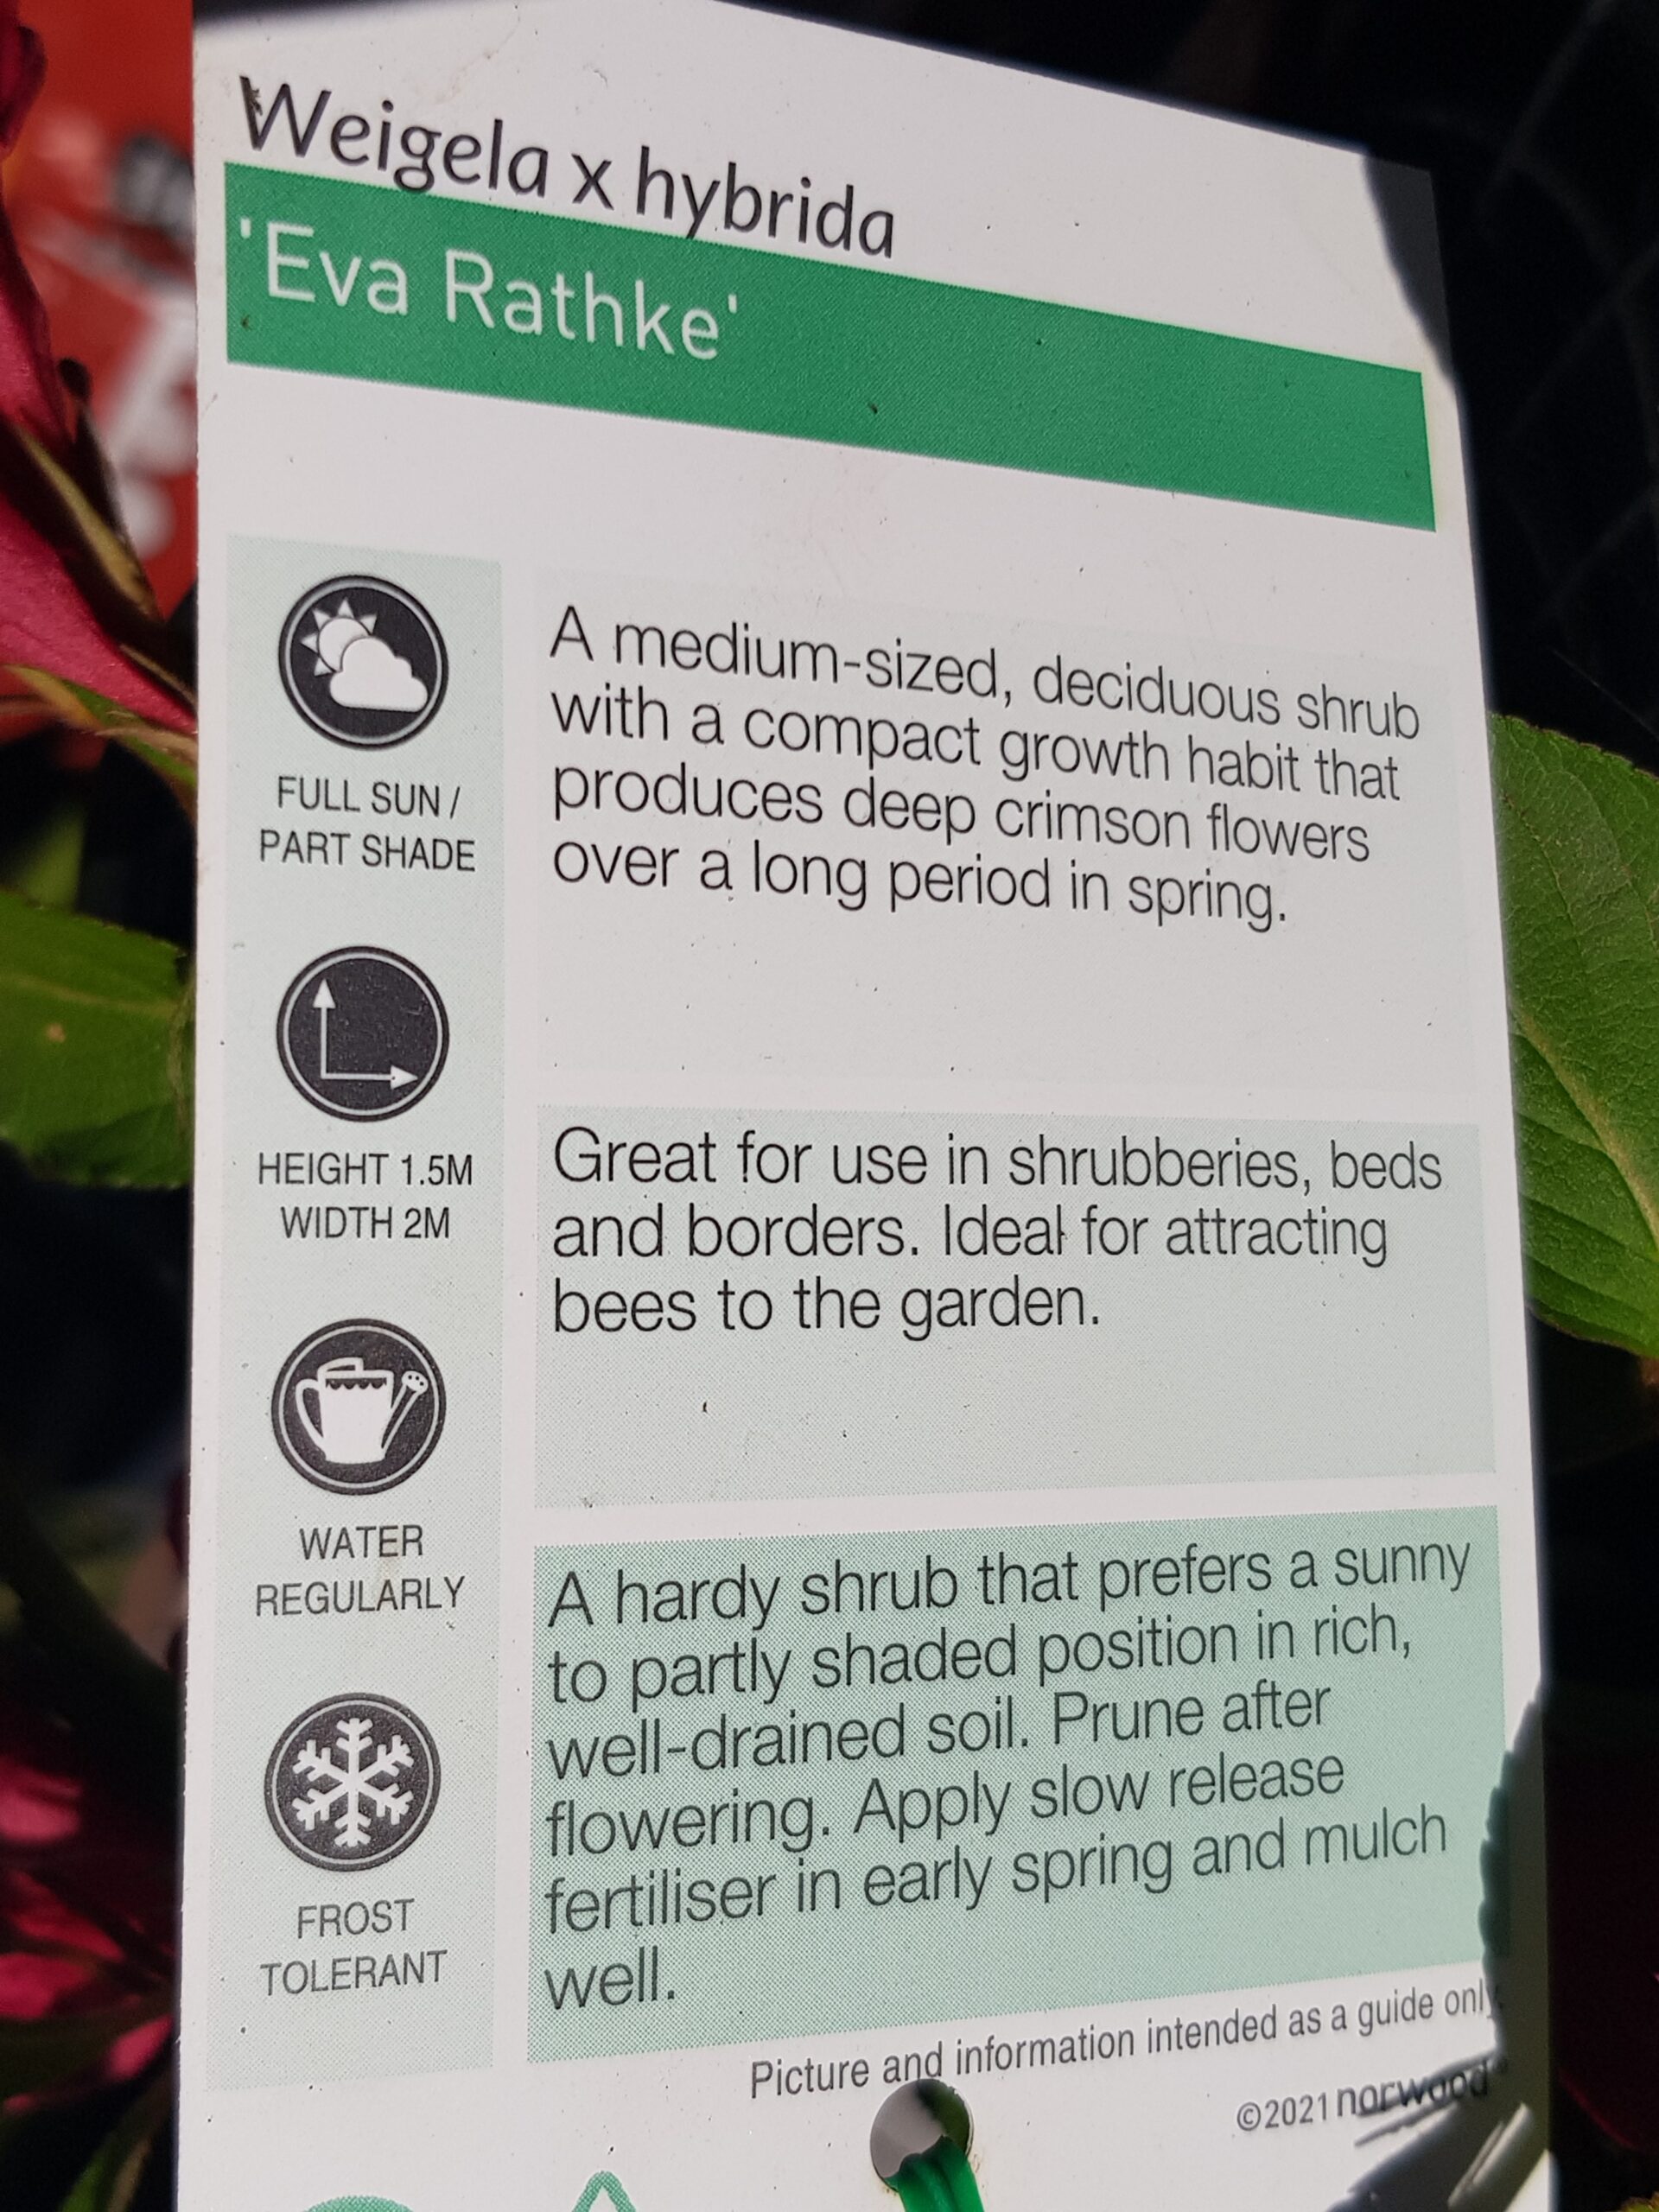 Weigela x hybrida
'Eva Rathke'
FULL SUN /
PART SHADE
A medium-sized, deciduous shrub
with a compact growth habit that
produces deep crimson flowers
over a long period in spring.
HEIGHT 1.5M
WIDTH 2M
Great for use in shrubberies, beds
and borders. Ideal for attracting
bees to the garden.
WATER
REGULARLY
A hardy shrub that prefers a sunny
to partly shaded position in rich,
well-drained soil. Prune after
flowering. Apply slow release
fertiliser in early spring and mulch
well.
FROST
TOLERANT
Picture and information intended as a guide only.
©2021 norwood